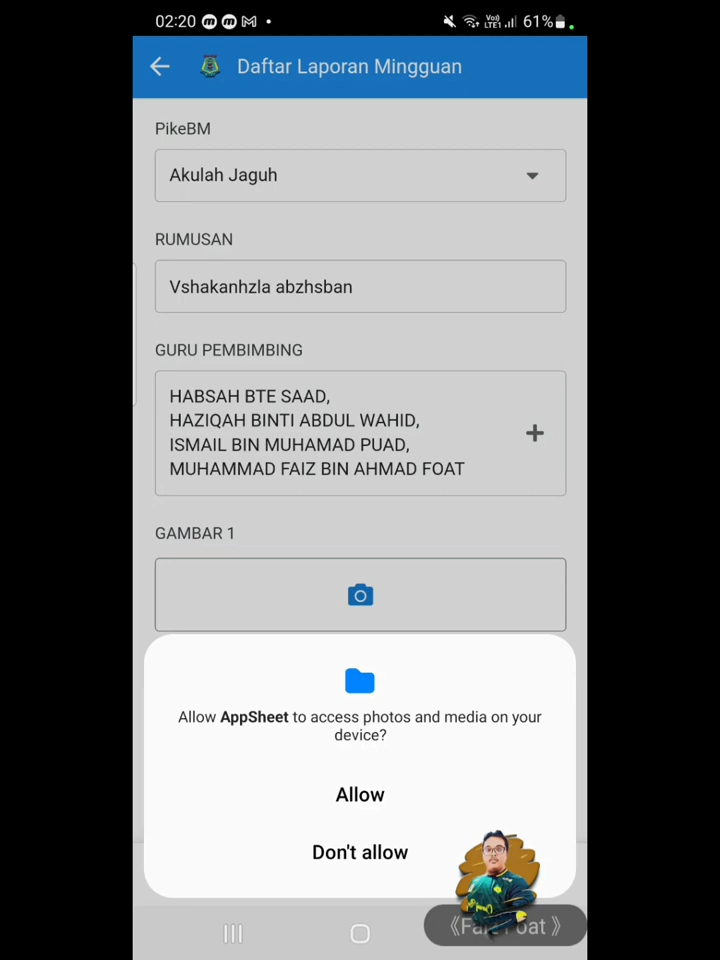 02:20
61%
Daftar Laporan Mingguan
PikeBM
Akulah Jaguh
RUMUSAN
Vshakanhzla abzhsban
GURU PEMBIMBING
HABSAH BTE SAAD,
HAZIQAH BINTI ABDUL WAHID,
ISMAIL BIN MUHAMAD PUAD,
MUHAMMAD FAIZ BIN AHMAD FOAT
GAMBAR 1
Allow AppSheet to access photos and media on your
device?
Allow
Don't allow